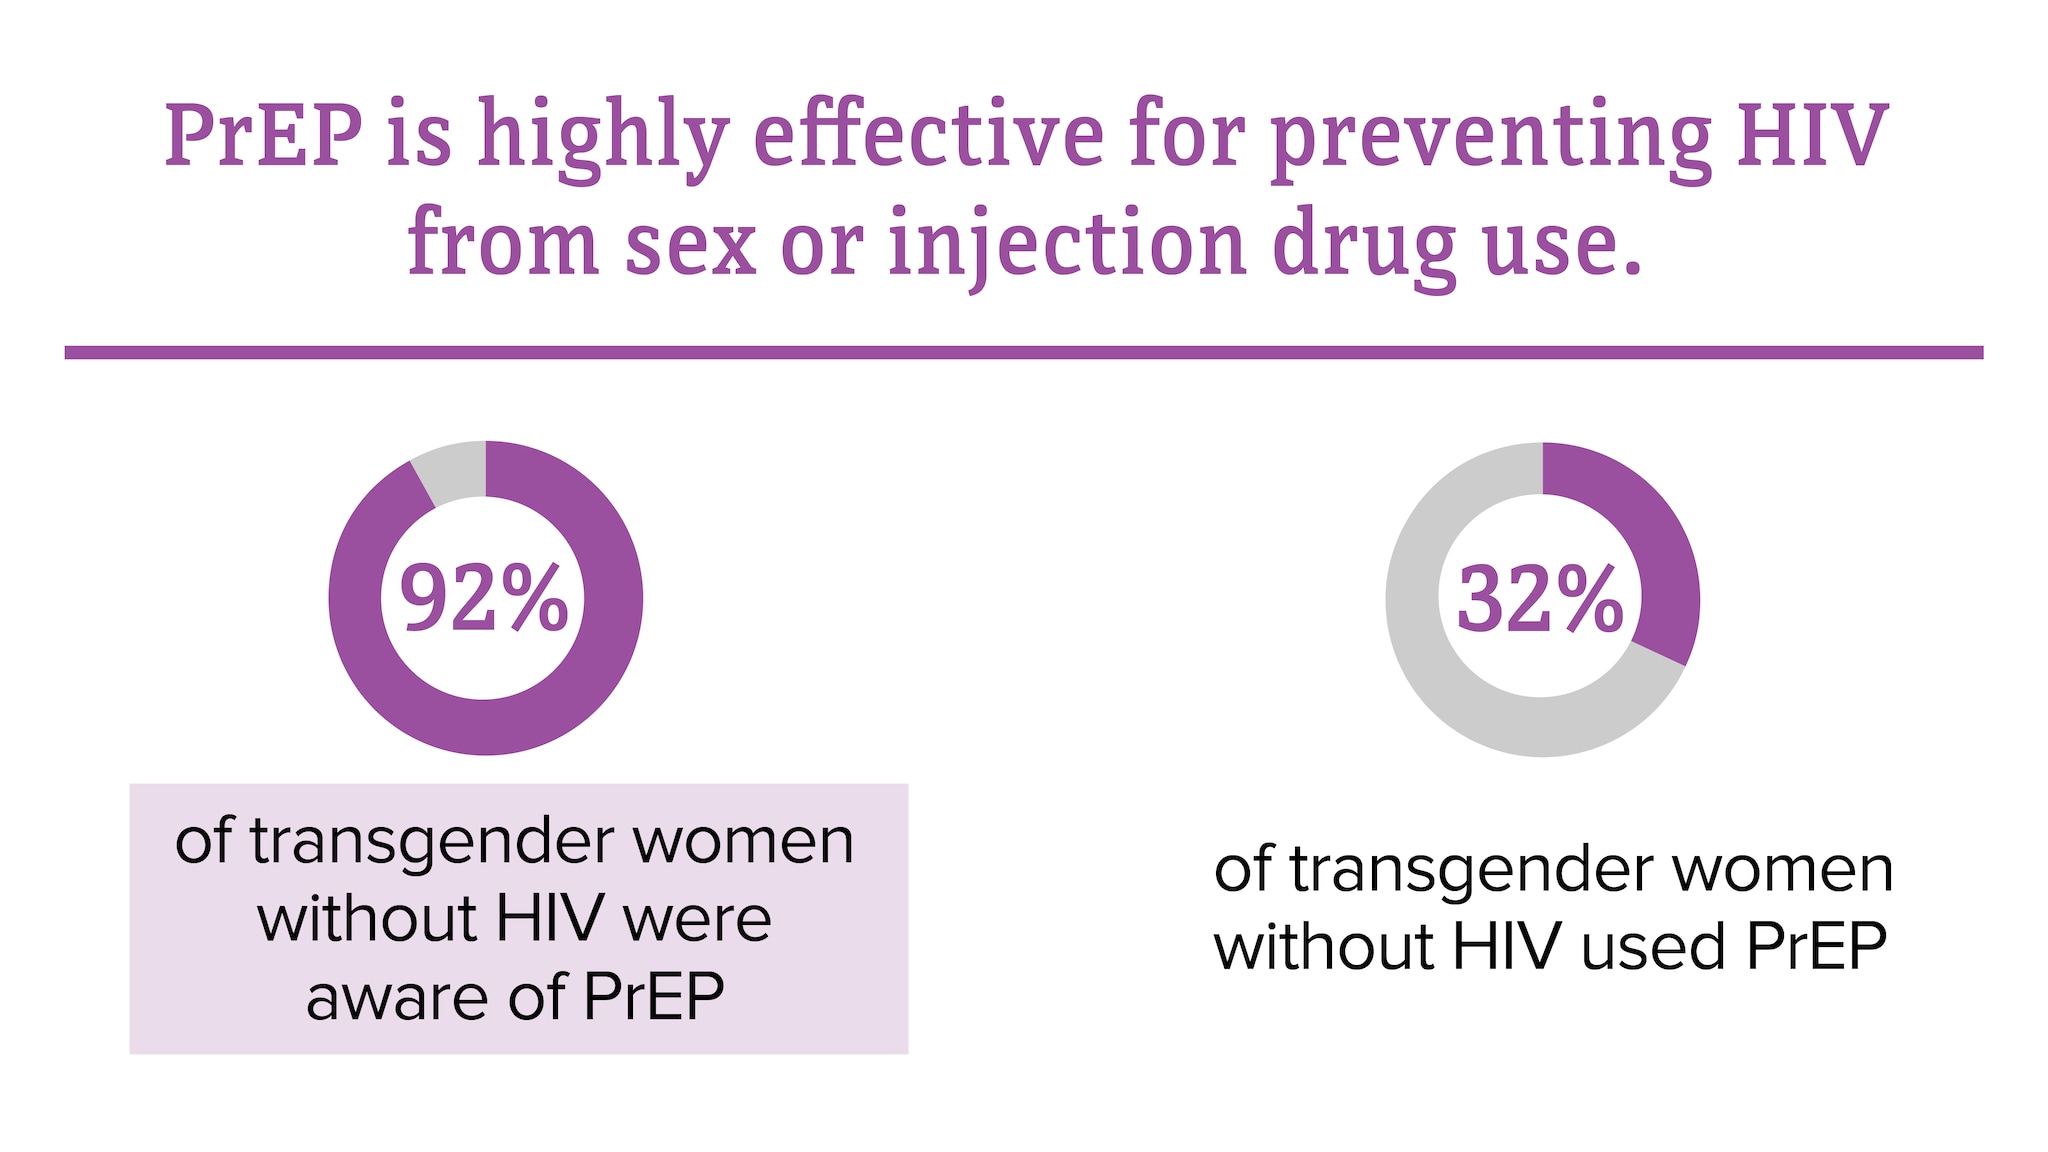 PrEP is highly effective for preventing HIV
from sex or injection drug use.
92%
of transgender women
without HIV were
aware of PrEP
32%
of transgender women
without HIV used PrEP